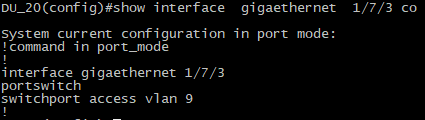 DU_20(config)#show interface  gigaethernet  1/7/3 co
System current configuration in port mode:
!command in port_mode
!
interface gigaethernet 1/7/3
portswitch
switchport access vlan 9
!